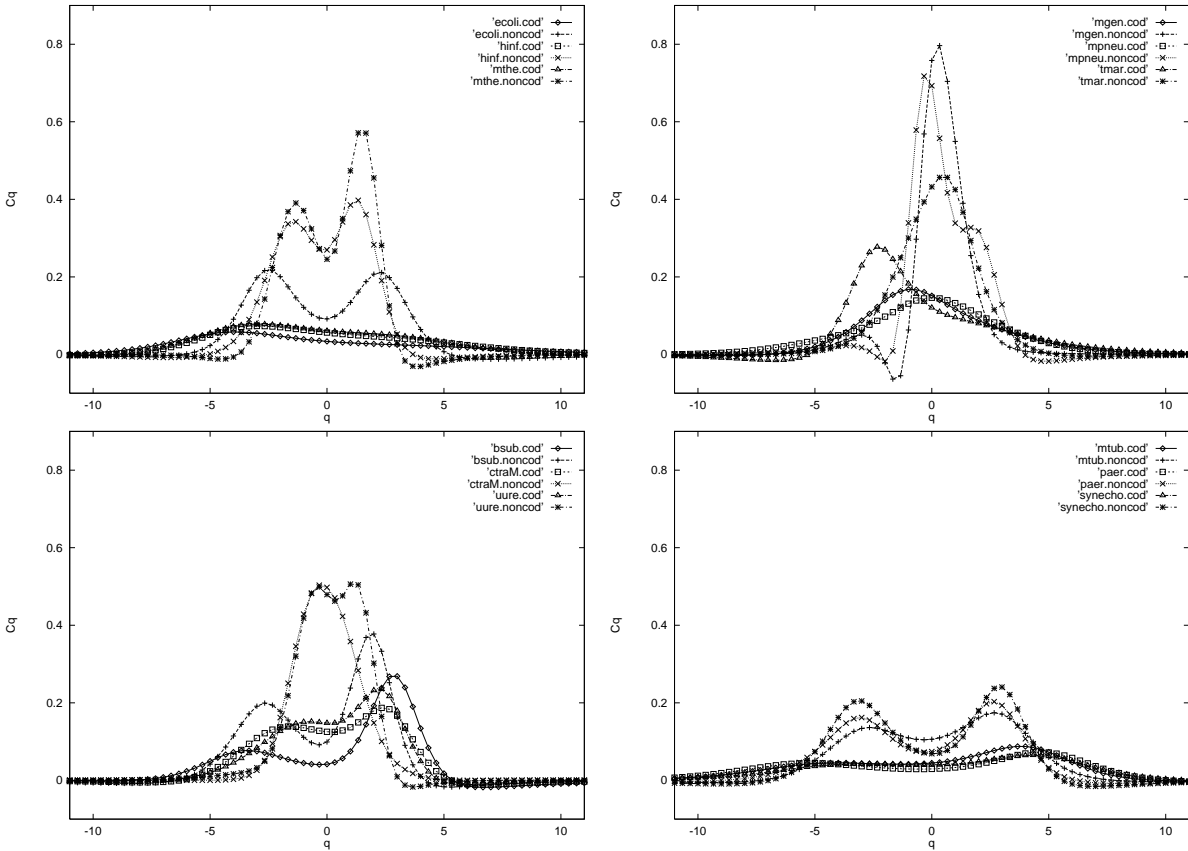 'ecoli.cod'
'ecoli.noncod'
'hinf.cod'
'hinf.noncod'
'mthe.cod'
'mthe.noncod'
0.8
0.6
0.4
0.2
0
Cq
-10 -5 0 5 10
q
'mgen.cod'
'mgen.noncod'
'mpneu.cod'
'mpneu.noncod'
'tmar.cod'
'tmar.noncod'
0.8
0.6
0.4
0.2
0
Cq
-10 -5 0 5 10
q
'bsub.cod'
'bsub.noncod'
'ctraM.cod'
'ctraM.noncod'
'uure.cod'
'uure.noncod'
0.8
0.6
0.4
0.2
0
Cq
-10 -5 0 5 10
q
'mtub.cod'
'mtub.noncod'
'paer.cod'
'paer.noncod'
'synecho.cod'
'synecho.noncod'
0.8
0.6
0.4
0.2
0
Cq
-10 -5 0 5 10
q